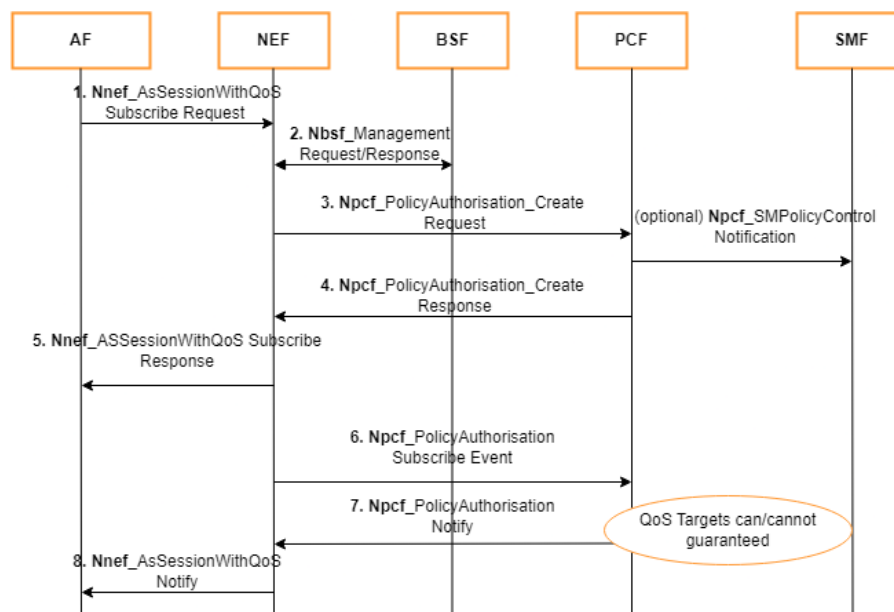 AF
NEF
BSF
PCF
SMF
1. Nnef_AsSessionWithQoS
Subscribe Request
2. Nbsf_Management
Request/Response
3. Npcf_PolicyAuthorisation_Create
Request
(optional) Npcf_SMPolicyControl
Notification
4. Npcf_PolicyAuthorisation_Create
Response
5. Nnef_ASSessionWithQoS Subscribe
Response
6. Npcf_PolicyAuthorisation
Subscribe Event
7. Npcf_PolicyAuthorisation
Notify
QoS Targets can/cannot
guaranteed
8. Nnef_AsSessionWithQoS
Notify